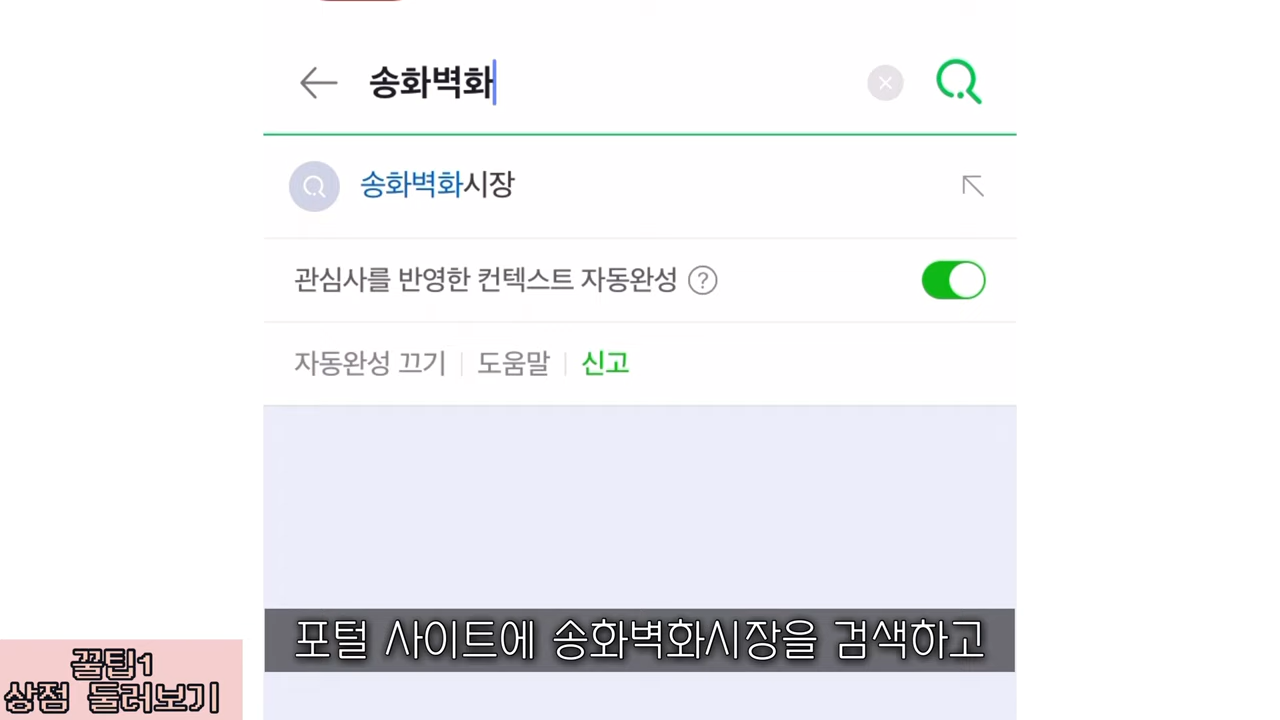 송화벽화
송화벽화시장
관심사를 반영한 컨텍스트 자동완성 ?
자동완성 끄기 | 도움말 | 신고
포털 사이트에 송화벽화시장을 검색하고
꿀팁1
상점 둘러보기